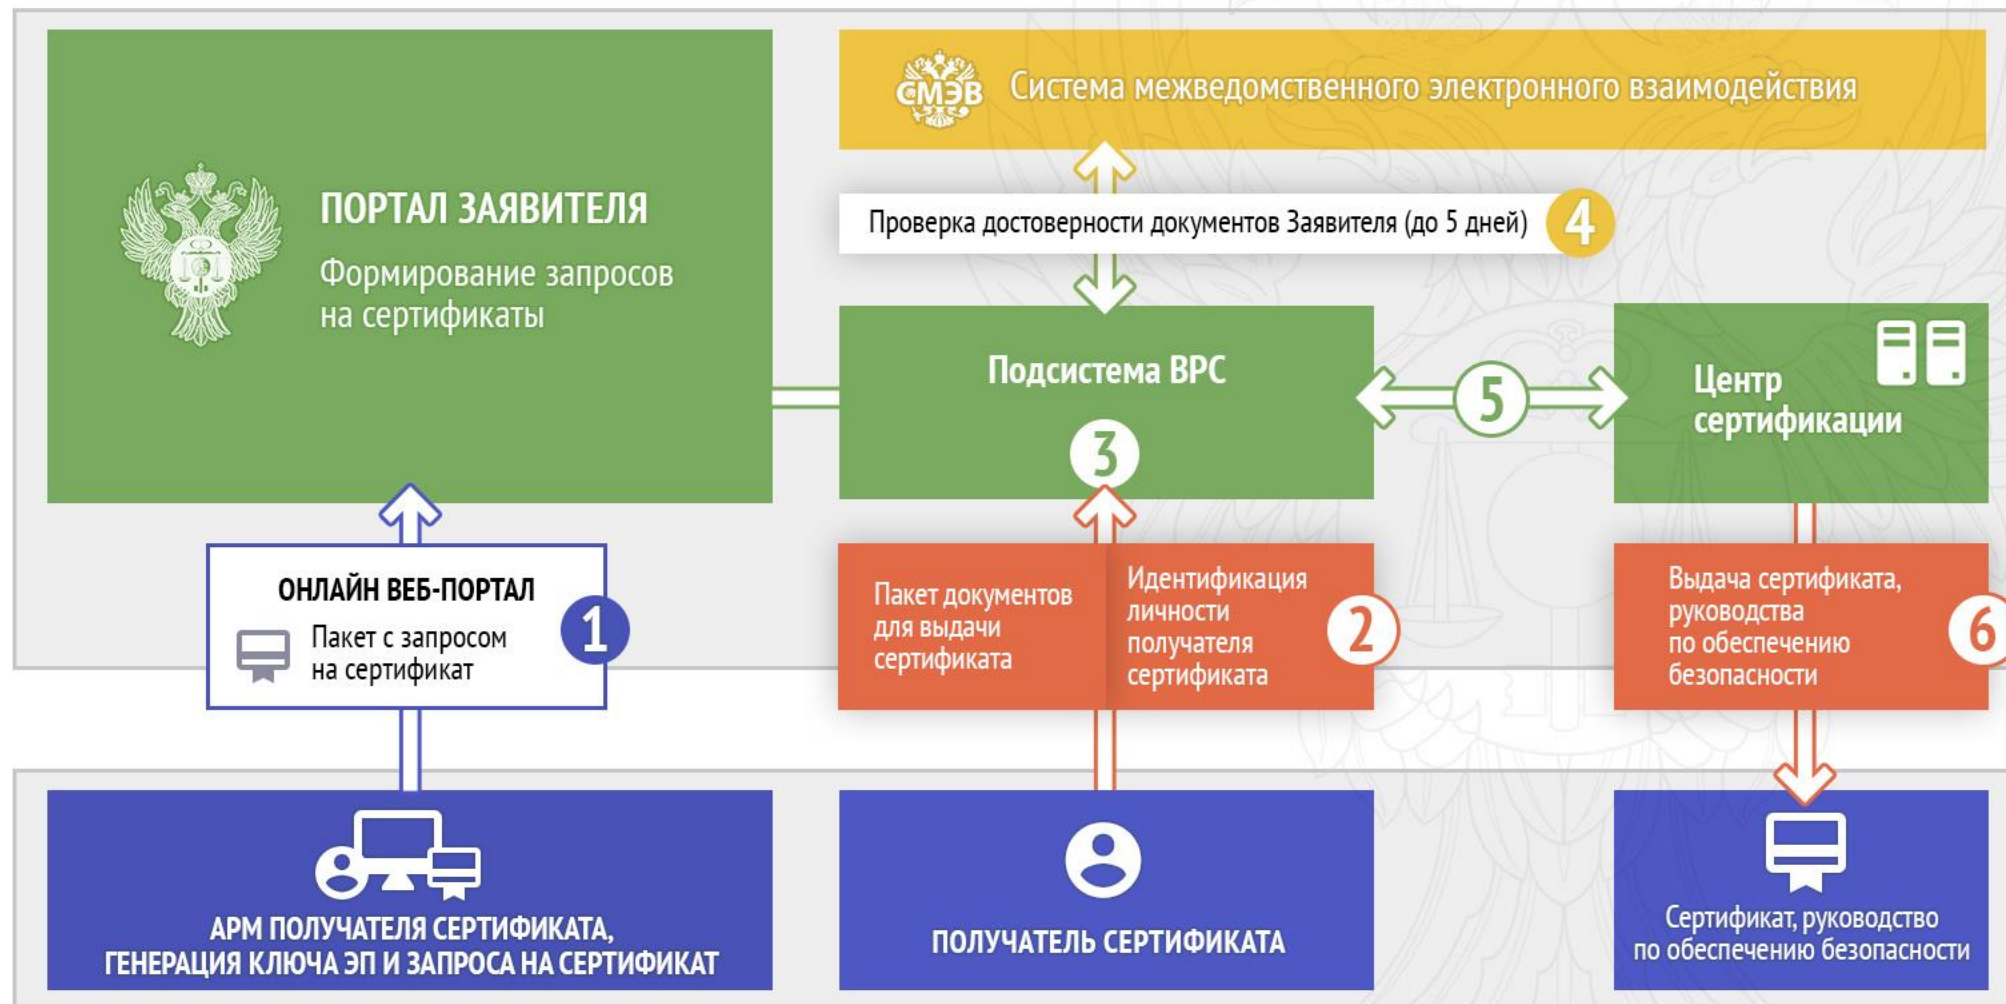 ПОРТАЛ ЗАЯВИТЕЛЯ
Формирование запросов
на сертификаты
СМЭВ
Система межведомственного электронного взаимодействия
Проверка достоверности документов Заявителя (до 5 дней)
4
Подсистема ВРС
3
5
Центр
сертификации
ОНЛАЙН ВЕБ-ПОРТАЛ
Пакет с запросом
на сертификат
1
Пакет документов
для выдачи
сертификата
Идентификация
личности
получателя
сертификата
2
Выдача сертификата,
руководства
по обеспечению
безопасности
6
АРМ ПОЛУЧАТЕЛЯ СЕРТИФИКАТА,
ГЕНЕРАЦИЯ КЛЮЧА ЭП И ЗАПРОСА НА СЕРТИФИКАТ
ПОЛУЧАТЕЛЬ СЕРТИФИКАТА
Сертификат, руководство
по обеспечению безопасности